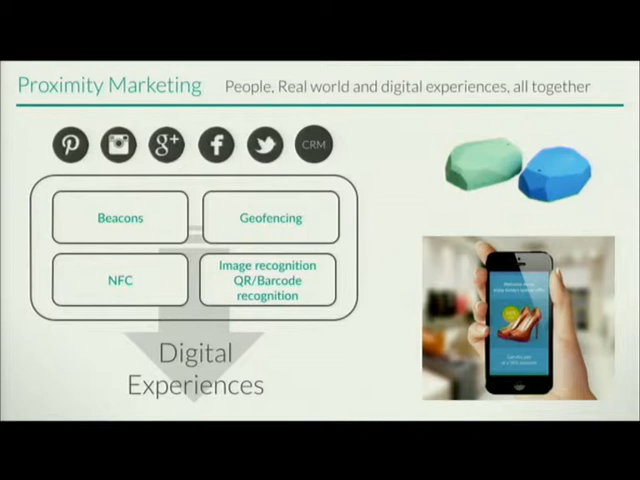 Proximity Marketing People, Real world and digital experiences, all together
g+ CRM
Beacons
Geofencing
NFC
Image recognition
QR/Barcode
recognition
Digital
Experiences